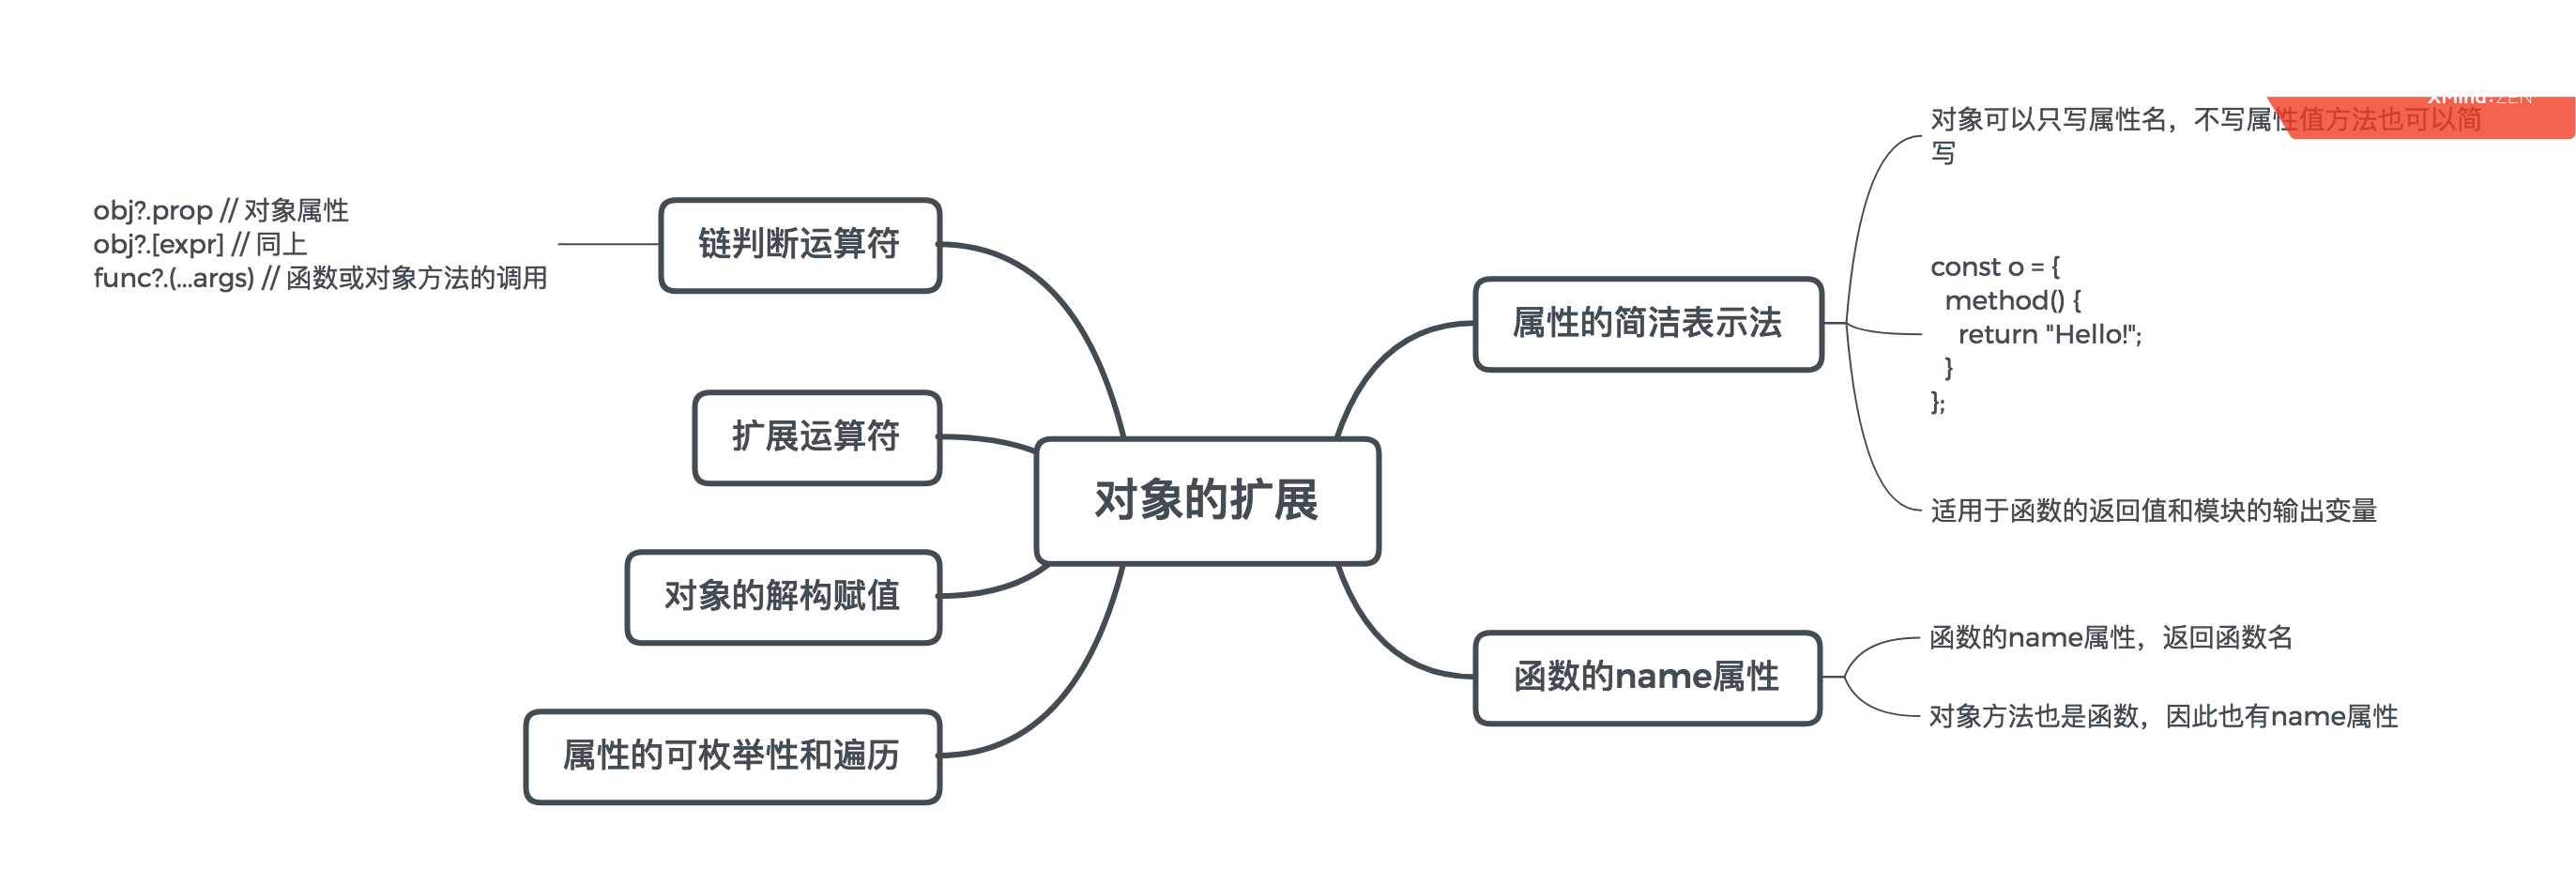 对象的扩展
属性的简洁表示法
对象可以只写属性名，不写属性值方法也可以简
写
const o = {
method() {
return "Hello!";
}
};
适用于函数的返回值和模块的输出变量
函数的name属性
函数的name属性，返回函数名
对象方法也是函数，因此也有name属性
链判断运算符
obj?.prop // 对象属性
obj?.[expr] // 同上
func?.(...args) // 函数或对象方法的调用
扩展运算符
对象的解构赋值
属性的可枚举性和遍历
XMind:ZEN